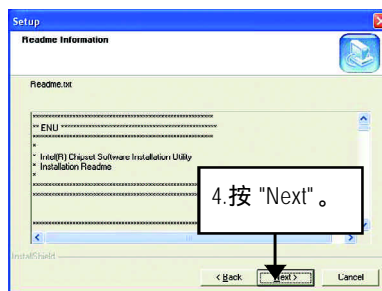 Setup
Readme Information
Readme.txt
** ENU **
*
* Intel(R) Chipset Software Installation Utility
* Installation Readme
*
4.按 "Next"。
InstallShield
< Back
Next >
Cancel